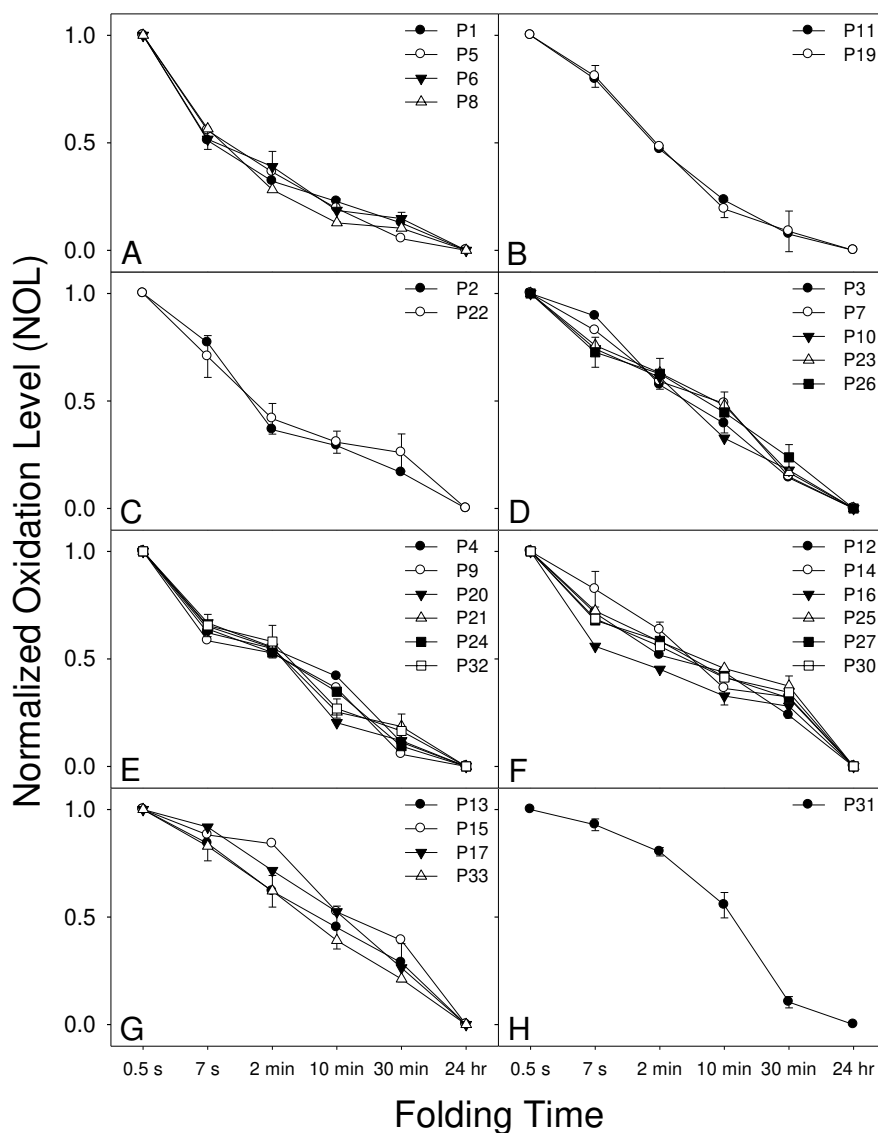 Normalized Oxidation Level (NOL)
1.0
0.5
0.0
A
P1
P5
P6
P8
B
P11
P19
1.0
0.5
0.0
C
P2
P22
D
P3
P7
P10
P23
P26
1.0
0.5
0.0
E
P4
P9
P20
P21
P24
P32
F
P12
P14
P16
P25
P27
P30
1.0
0.5
0.0
G
P13
P15
P17
P33
H
P31
0.5 s 7 s 2 min 10 min 30 min 24 hr 0.5 s 7 s 2 min 10 min 30 min 24 hr
Folding Time